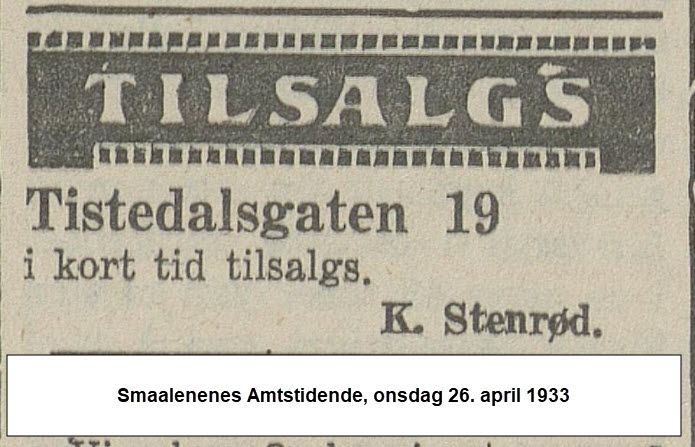 TILSALGS
Tistedalsgaten 19
i kort tid tilsalgs.
K. Stenrød.
Smaalenenes Amtstidende, onsdag 26. april 1933